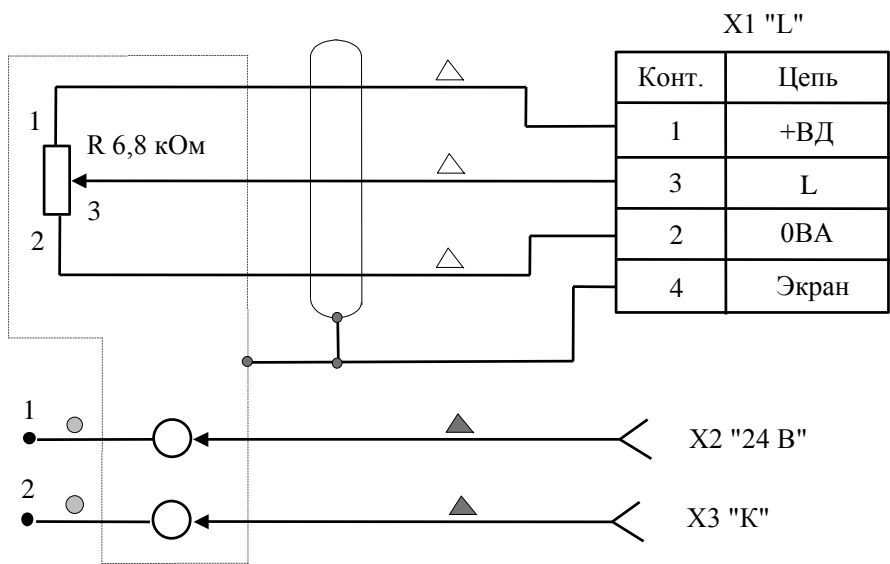 X1 "L"
Конт. Цепь
1 +ВД
3 L
2 0ВА
4 Экран
1
R 6,8 кОм
3
2
1
X2 "24 В"
2
X3 "К"